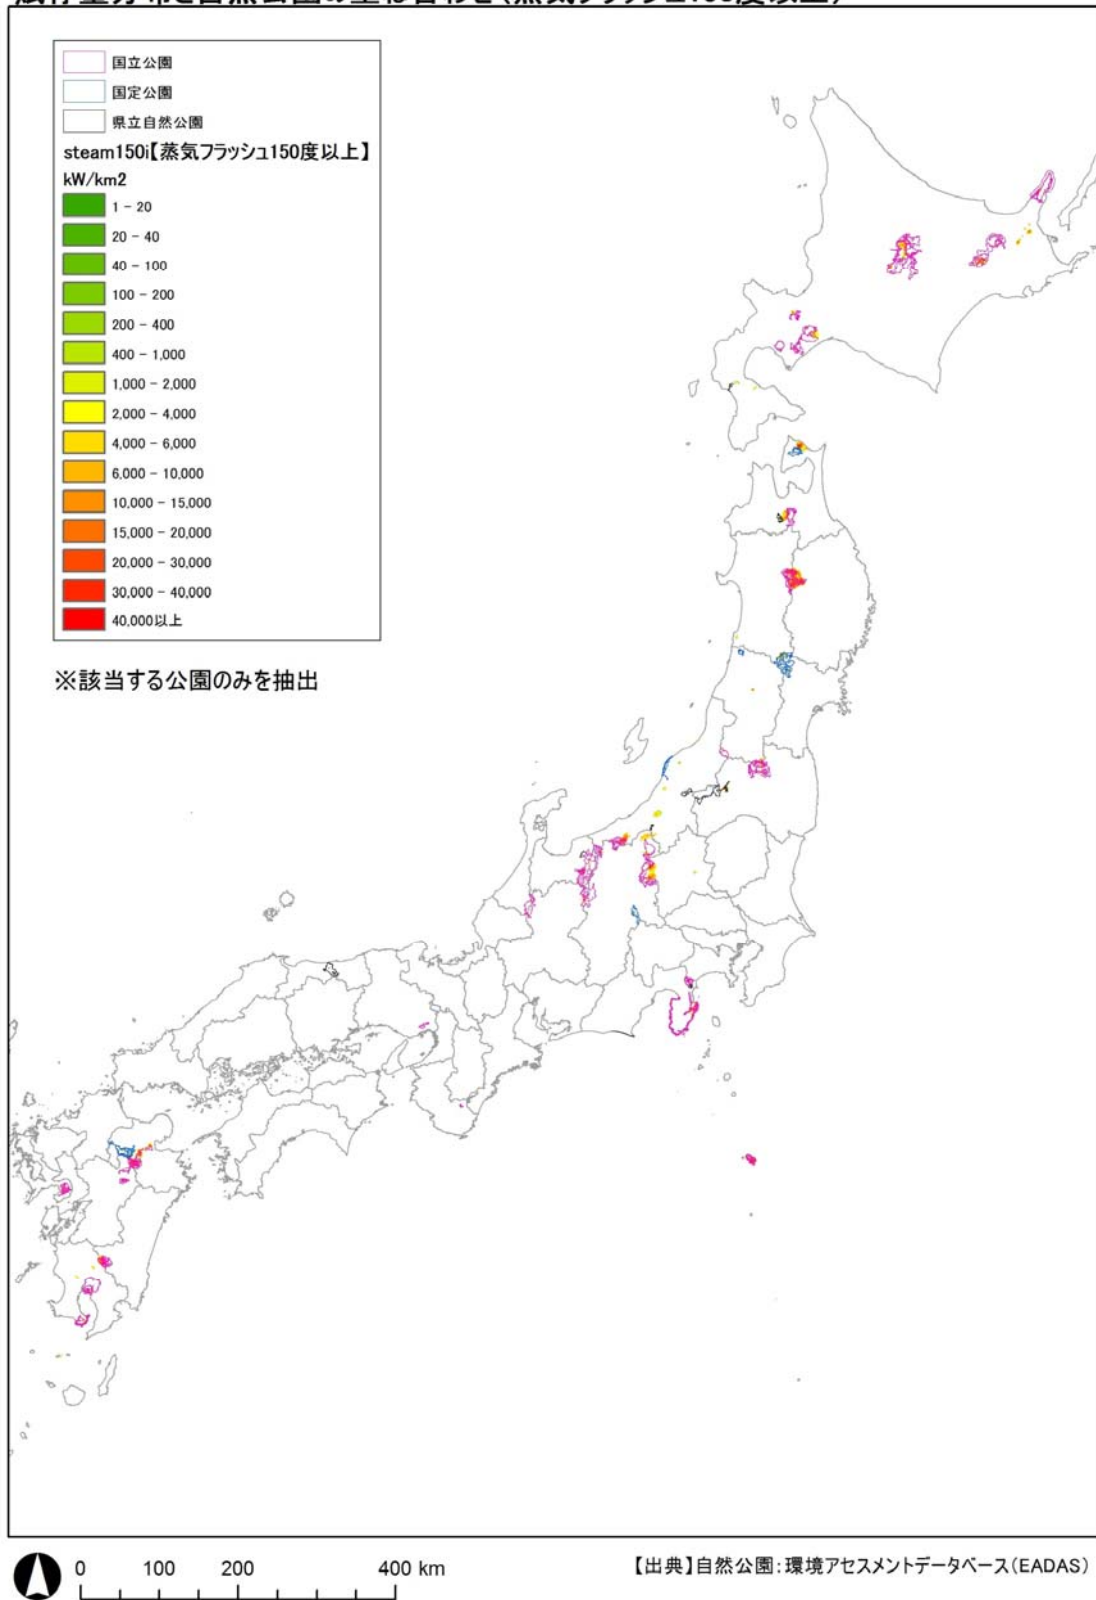 国立公園
国定公園
県立自然公園
steam150i【蒸気フラッシュ150度以上】
kW/km2
1 - 20
20 - 40
40 - 100
100 - 200
200 - 400
400 - 1,000
1,000 - 2,000
2,000 - 4,000
4,000 - 6,000
6,000 - 10,000
10,000 - 15,000
15,000 - 20,000
20,000 - 30,000
30,000 - 40,000
40,000以上
※該当する公園のみを抽出
0 100 200 400 km
【出典】自然公園:環境アセスメントデータベース(EADAS)